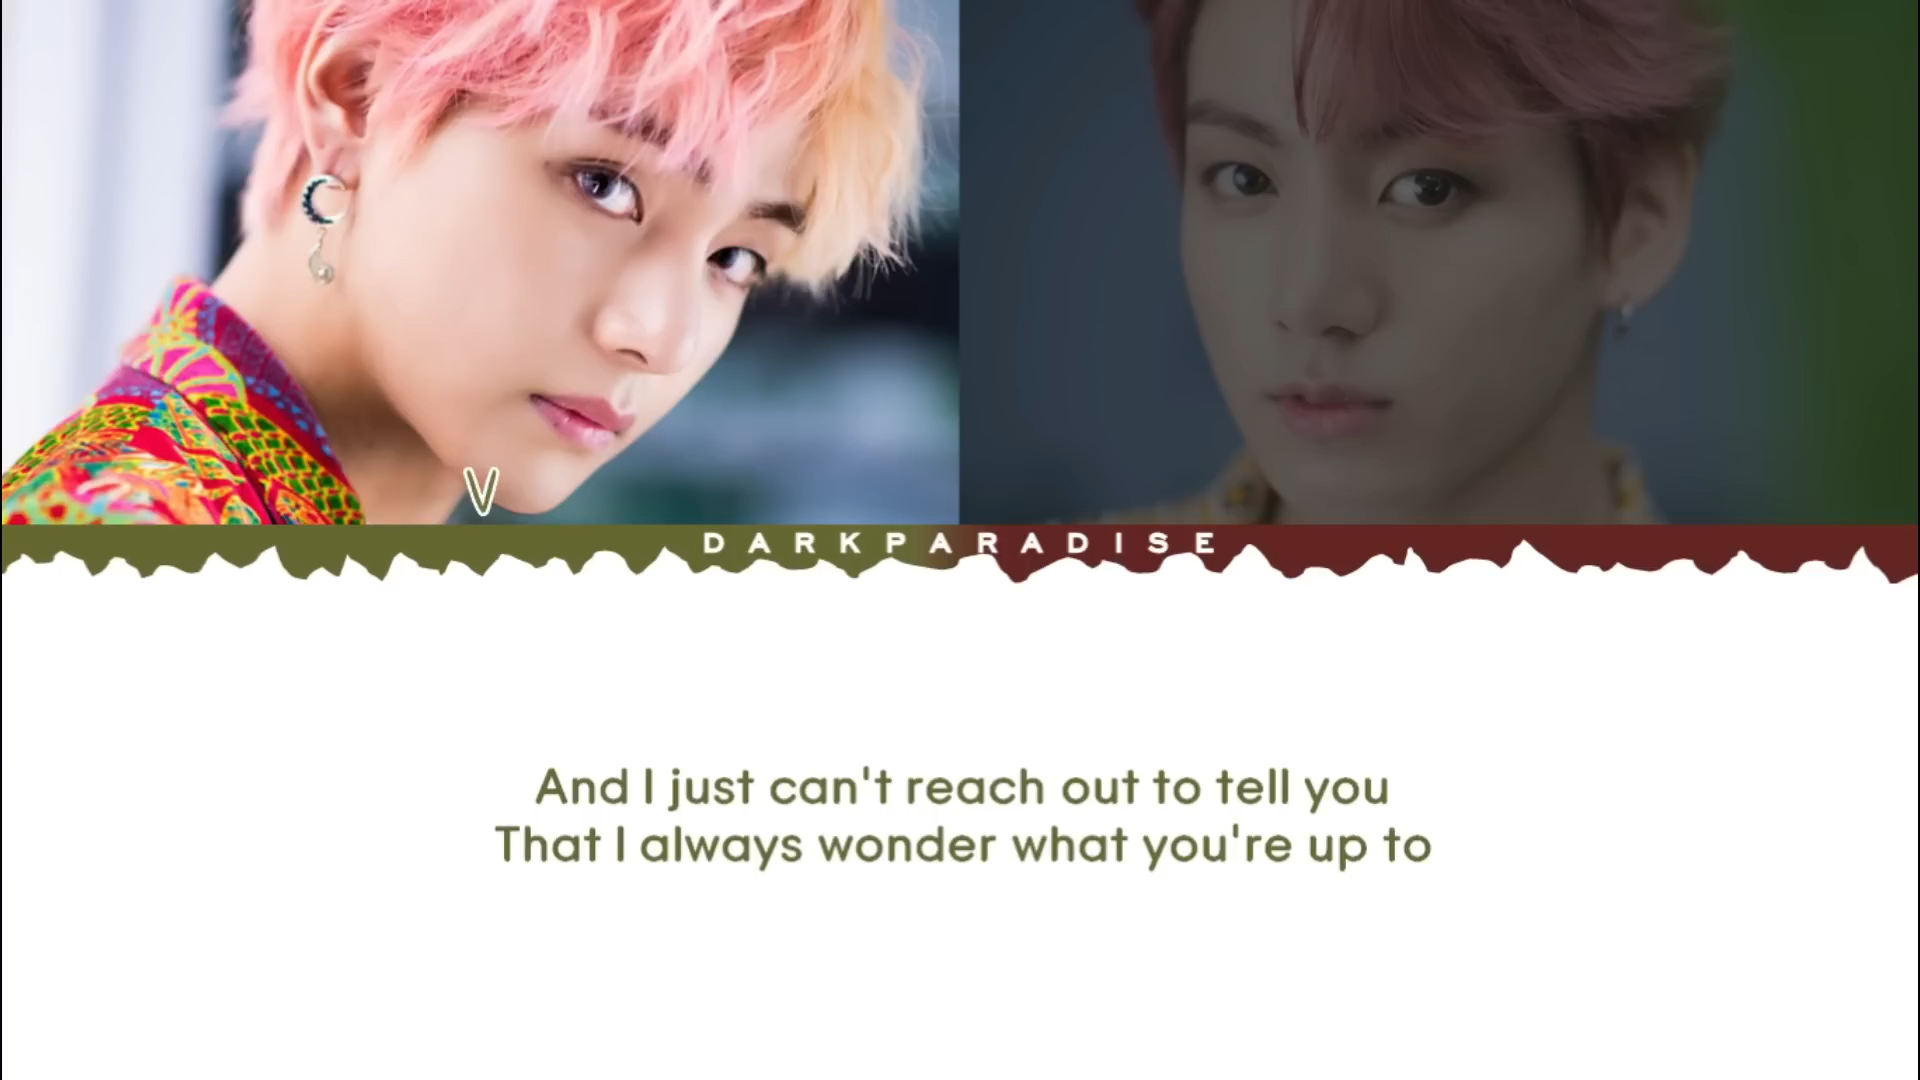 V
DARKPARADISE
And I just can't reach out to tell you
That I always wonder what you're up to